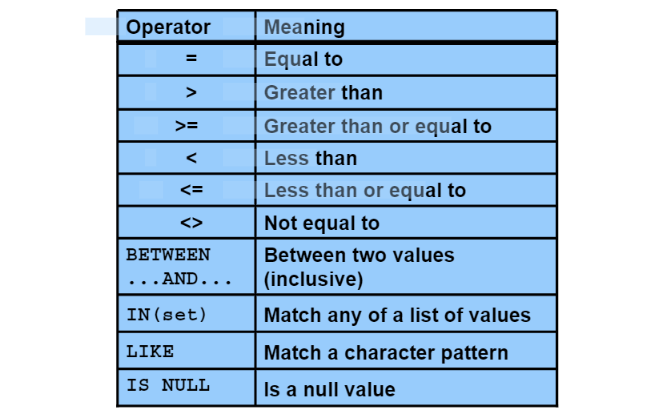 Operator Meaning
= Equal to
> Greater than
>= Greater than or equal to
< Less than
<= Less than or equal to
<> Not equal to
BETWEEN Between two values
...AND... (inclusive)
IN(set) Match any of a list of values
LIKE Match a character pattern
IS NULL Is a null value